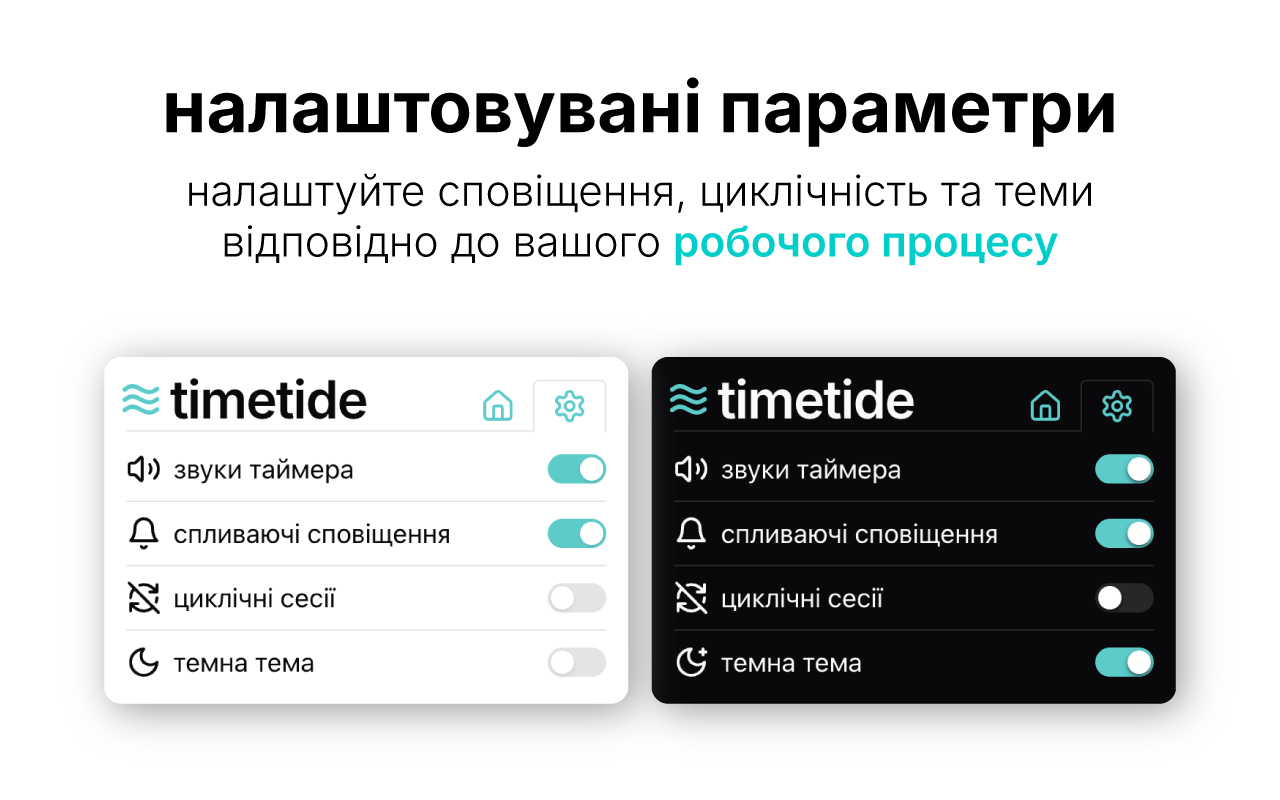 налаштовувані параметри
налаштуйте сповіщення, циклічність та теми
відповідно до вашого робочого процесу
timetide
звуки таймера
спливаючі сповіщення
циклічні сесії
темна тема
timetide
звуки таймера
спливаючі сповіщення
циклічні сесії
темна тема